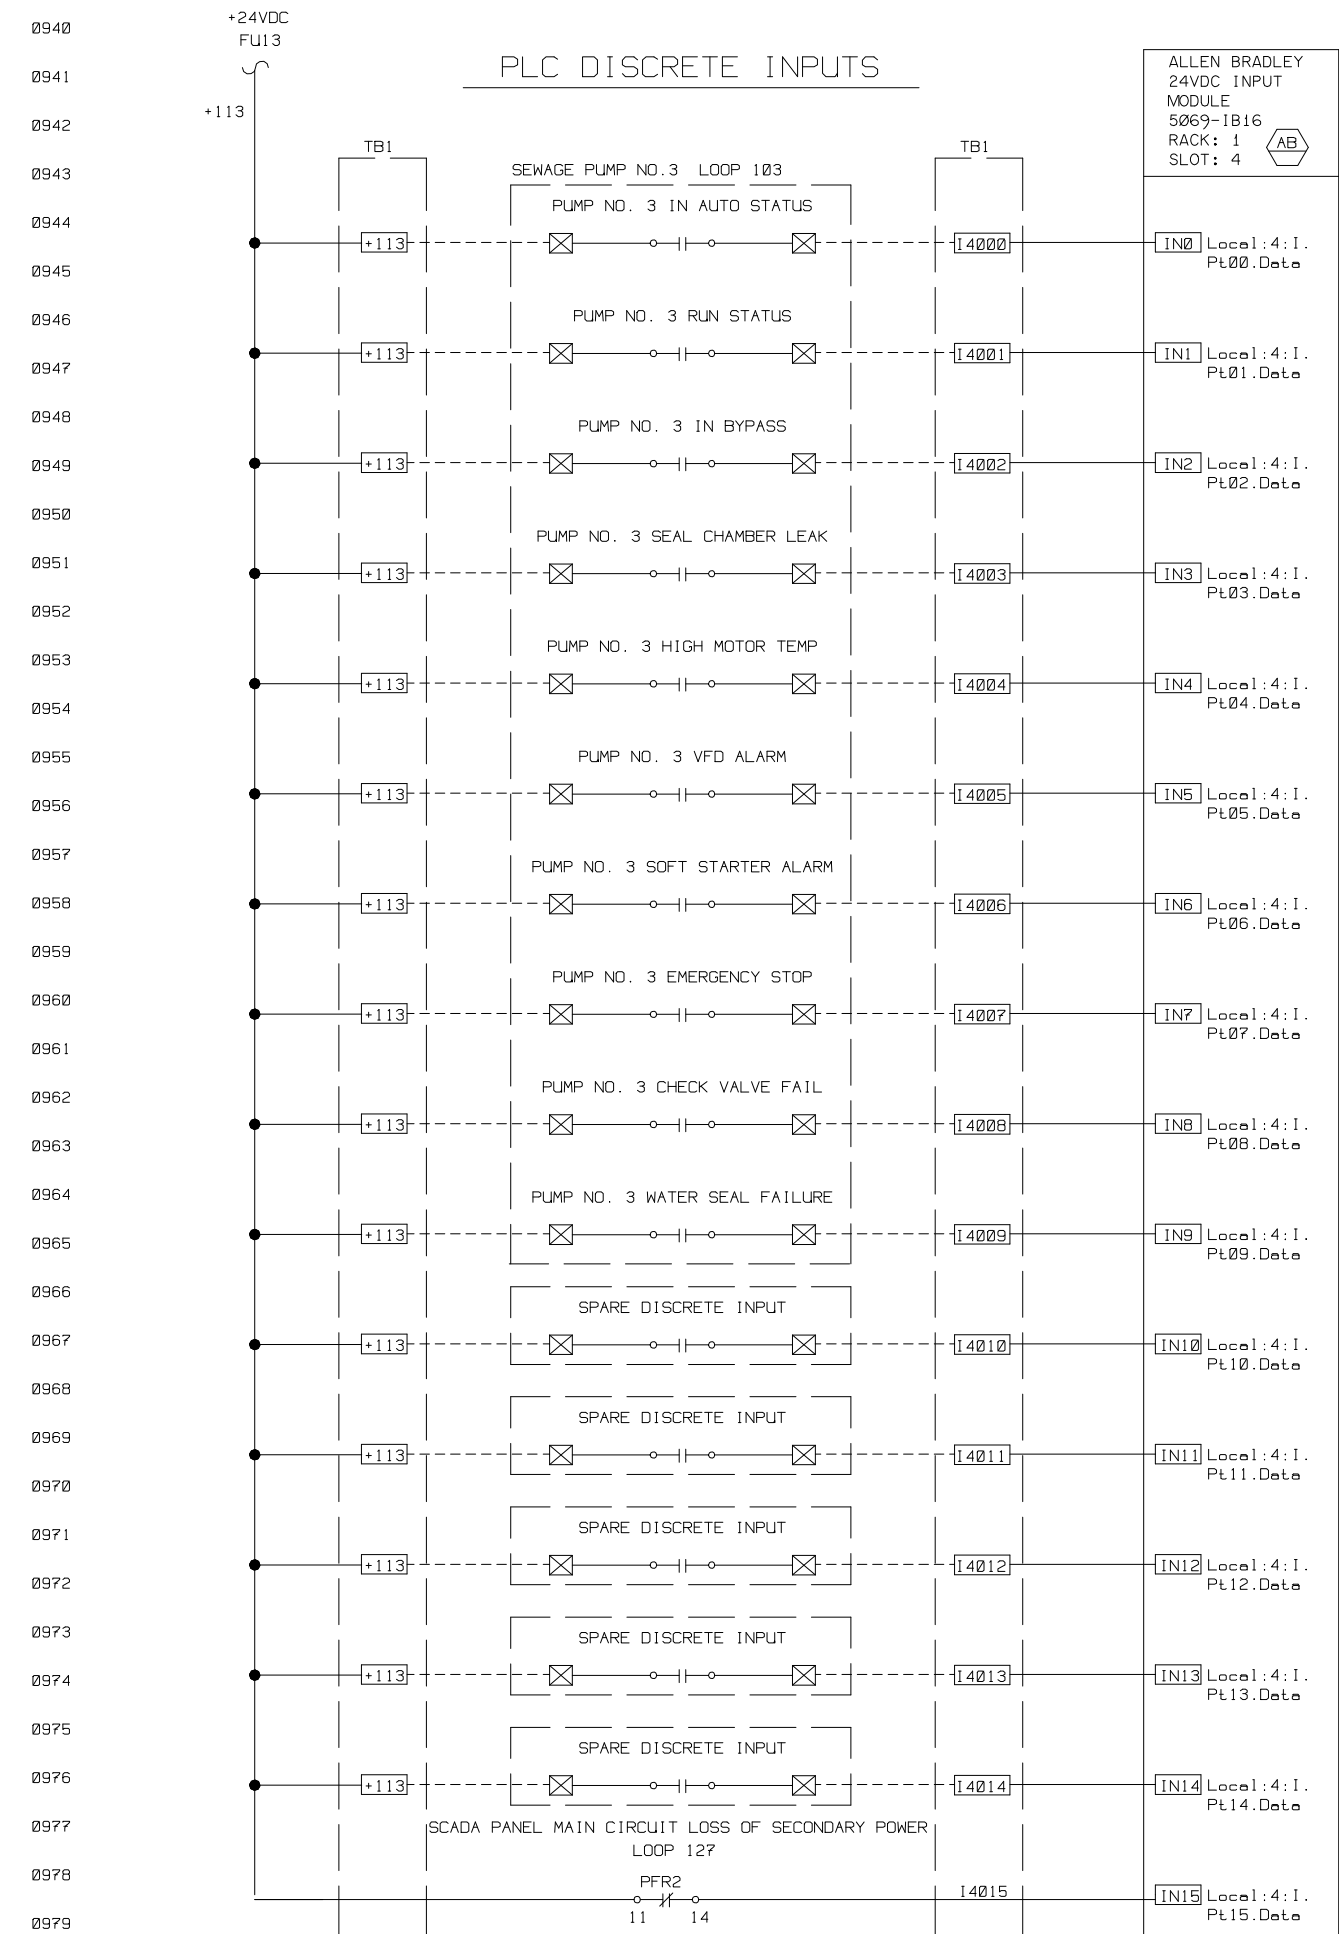 0940
+24VDC
FU13
PLC DISCRETE INPUTS
ALLEN BRADLEY
24VDC INPUT
MODULE
5069-IB16
RACK: 1
SLOT: 4
AB
0941
+113
0942
TB1
TB1
0943
SEWAGE PUMP NO.3 LOOP 103
PUMP NO. 3 IN AUTO STATUS
0944
+113
I4000
IN0
Local:4:I.
Pt00.Data
0945
0946
PUMP NO. 3 RUN STATUS
+113
I4001
IN1
Local:4:I.
Pt01.Data
0947
0948
PUMP NO. 3 IN BYPASS
0949
+113
I4002
IN2
Local:4:I.
Pt02.Data
0950
PUMP NO. 3 SEAL CHAMBER LEAK
0951
+113
I4003
IN3
Local:4:I.
Pt03.Data
0952
PUMP NO. 3 HIGH MOTOR TEMP
0953
+113
I4004
IN4
Local:4:I.
Pt04.Data
0954
0955
PUMP NO. 3 VFD ALARM
+113
I4005
IN5
Local:4:I.
Pt05.Data
0956
0957
PUMP NO. 3 SOFT STARTER ALARM
0958
+113
I4006
IN6
Local:4:I.
Pt06.Data
0959
PUMP NO. 3 EMERGENCY STOP
0960
+113
I4007
IN7
Local:4:I.
Pt07.Data
0961
PUMP NO. 3 CHECK VALVE FAIL
0962
+113
I4008
IN8
Local:4:I.
Pt08.Data
0963
0964
PUMP NO. 3 WATER SEAL FAILURE
+113
I4009
IN9
Local:4:I.
Pt09.Data
0965
0966
SPARE DISCRETE INPUT
0967
+113
I4010
IN10
Local:4:I.
Pt10.Data
0968
SPARE DISCRETE INPUT
0969
+113
I4011
IN11
Local:4:I.
Pt11.Data
0970
SPARE DISCRETE INPUT
0971
+113
I4012
IN12
Local:4:I.
Pt12.Data
0972
0973
SPARE DISCRETE INPUT
0974
+113
I4013
IN13
Local:4:I.
Pt13.Data
0975
SPARE DISCRETE INPUT
0976
+113
I4014
IN14
Local:4:I.
Pt14.Data
0977
SCADA PANEL MAIN CIRCUIT LOSS OF SECONDARY POWER
LOOP 127
0978
PFR2
I4015
IN15
Local:4:I.
Pt15.Data
11
14
0979